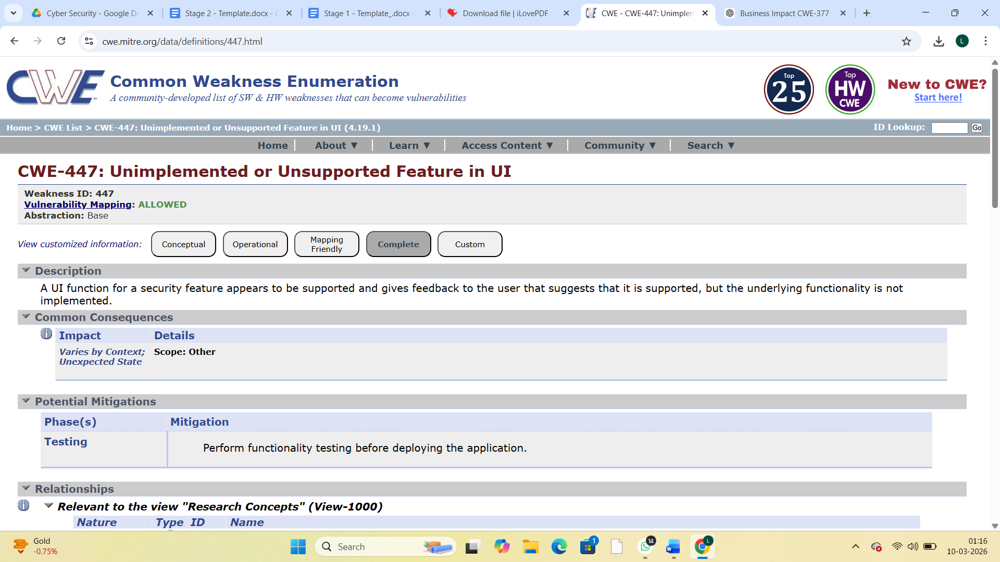 Cyber Security - Google Dr
Stage 2 - Template.docx - G
Stage 1 - Template_.docx -
Download file | iLovePDF
CWE - CWE-447: Unimplem
Business Impact CWE-377
cwe.mitre.org/data/definitions/447.html
L
CWE
Common Weakness Enumeration
A community-developed list of SW & HW weaknesses that can become vulnerabilities
Top
25
Top
HW
CWE
New to CWE?
Start here!
Home > CWE List > CWE-447: Unimplemented or Unsupported Feature in UI (4.19.1)
ID Lookup:
Go
Home
About ▼
Learn ▼
Access Content ▼
Community ▼
Search ▼
CWE-447: Unimplemented or Unsupported Feature in UI
Weakness ID: 447
Vulnerability Mapping: ALLOWED
Abstraction: Base
View customized information:
Conceptual
Operational
Mapping
Friendly
Complete
Custom
Description
A UI function for a security feature appears to be supported and gives feedback to the user that suggests that it is supported, but the underlying functionality is not
implemented.
Common Consequences
Impact
Details
Varies by Context;
Unexpected State
Scope: Other
Potential Mitigations
Phase(s)
Mitigation
Testing
Perform functionality testing before deploying the application.
Relationships
Relevant to the view "Research Concepts" (View-1000)
Nature
Type
ID
Name
Gold
-0.75%
Search
1
14
L
01:16
10-03-2026